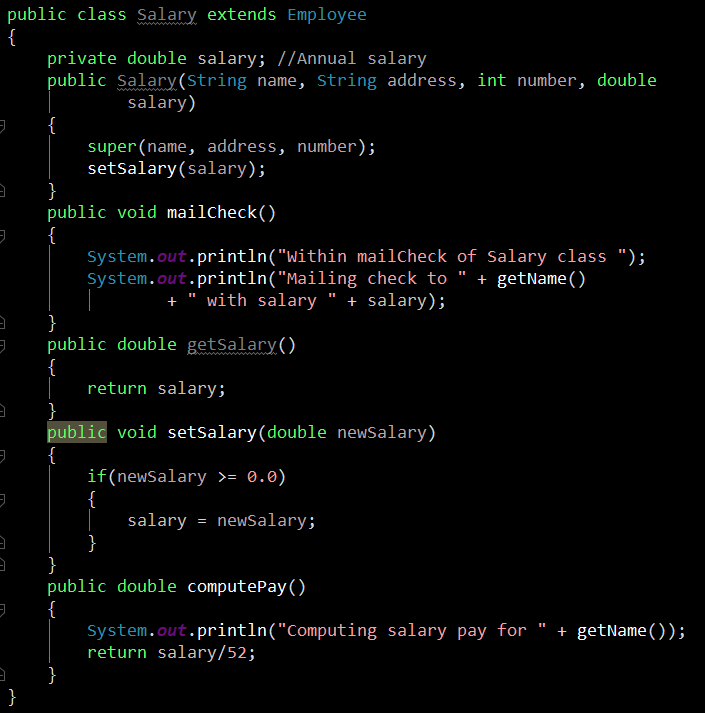 public class Salary extends Employee
{
    private double salary; //Annual salary
    public Salary(String name, String address, int number, double
            salary)
    {
        super(name, address, number);
        setSalary(salary);
    }
    public void mailCheck()
    {
        System.out.println("Within mailCheck of Salary class ");
        System.out.println("Mailing check to " + getName()
                + " with salary " + salary);
    }
    public double getSalary()
    {
        return salary;
    }
    public void setSalary(double newSalary)
    {
        if(newSalary >= 0.0)
        {
            salary = newSalary;
        }
    }
    public double computePay()
    {
        System.out.println("Computing salary pay for " + getName());
        return salary/52;
    }
}